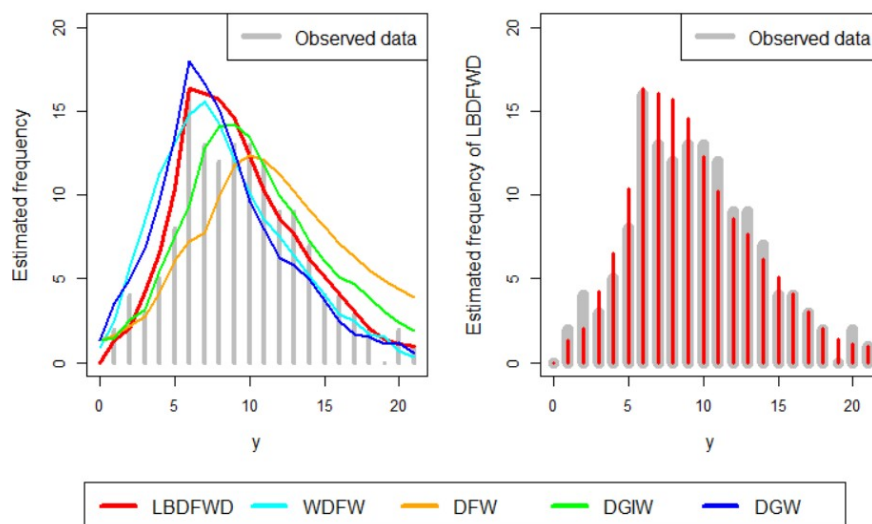 Observed data
Estimated frequency
20
15
10
5
0
0 5 10 15 20
y
Observed data
Estimated frequency of LBDFWD
20
15
10
5
0
0 5 10 15 20
y
LBDFWD WDFW DFW DGIW DGW